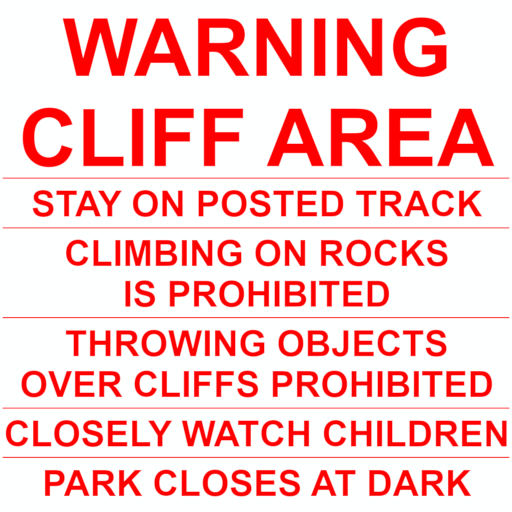 WARNING
CLIFF AREA
STAY ON POSTED TRACK
CLIMBING ON ROCKS
IS PROHIBITED
THROWING OBJECTS
OVER CLIFFS PROHIBITED
CLOSELY WATCH CHILDREN
PARK CLOSES AT DARK